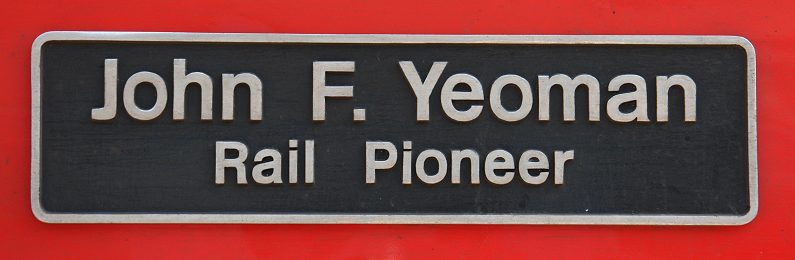 John F. Yeoman
Rail Pioneer